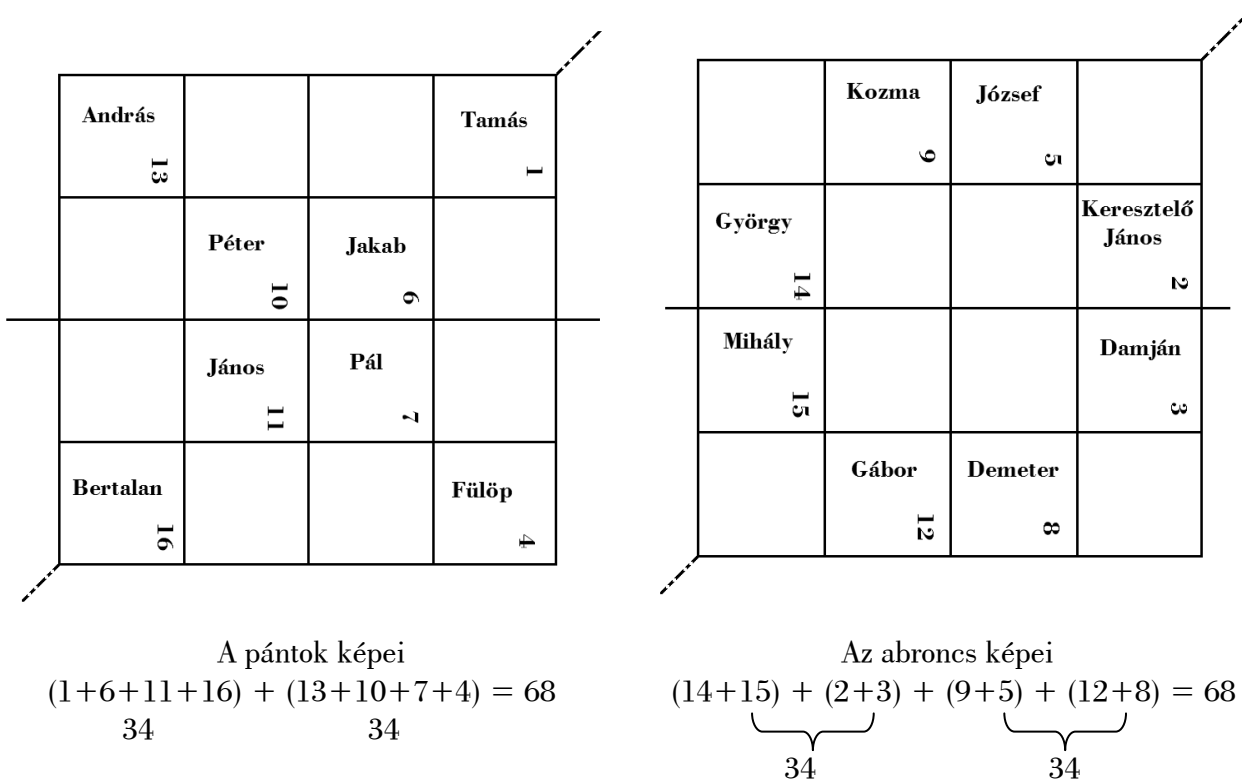 András
Tamás
13
1
Péter
Jakab
10
6
János
Pál
11
7
Bertalan
Fülöp
16
4
A pántok képei
(1+6+11+16) + (13+10+7+4) = 68
34
34
Kozma
József
9
5
György
Keresztelő
János
14
2
Mihály
Damján
15
3
Gábor
Demeter
12
8
Az abroncs képei
(14+15) + (2+3) + (9+5) + (12+8) = 68
34
34